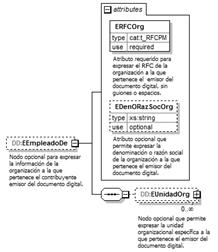 attributes
ERFCOrg
type cat:t_RFCPM
use required
Atributo requerido para
expresar el RFC de la
organización a la que
pertenece el emisor del
documento digital, sin
guiones o espacios.
EDenORazSocOrg
type xs:string
use optional
Atributo opcional que
permite expresar la
denominación o razón
social de la organización
a la que pertenece el
emisor del documento
digital.
DD:EEmpleadoDe
Nodo opcional para expresar
la información de la
organización a la que
pertenece el contribuyente
emisor del documento digital.
DD:EUnidadOrg
0..∞
Nodo opcional que permite
expresar la unidad
organizacional específica a la
que pertenece el emisor del
documento digital.